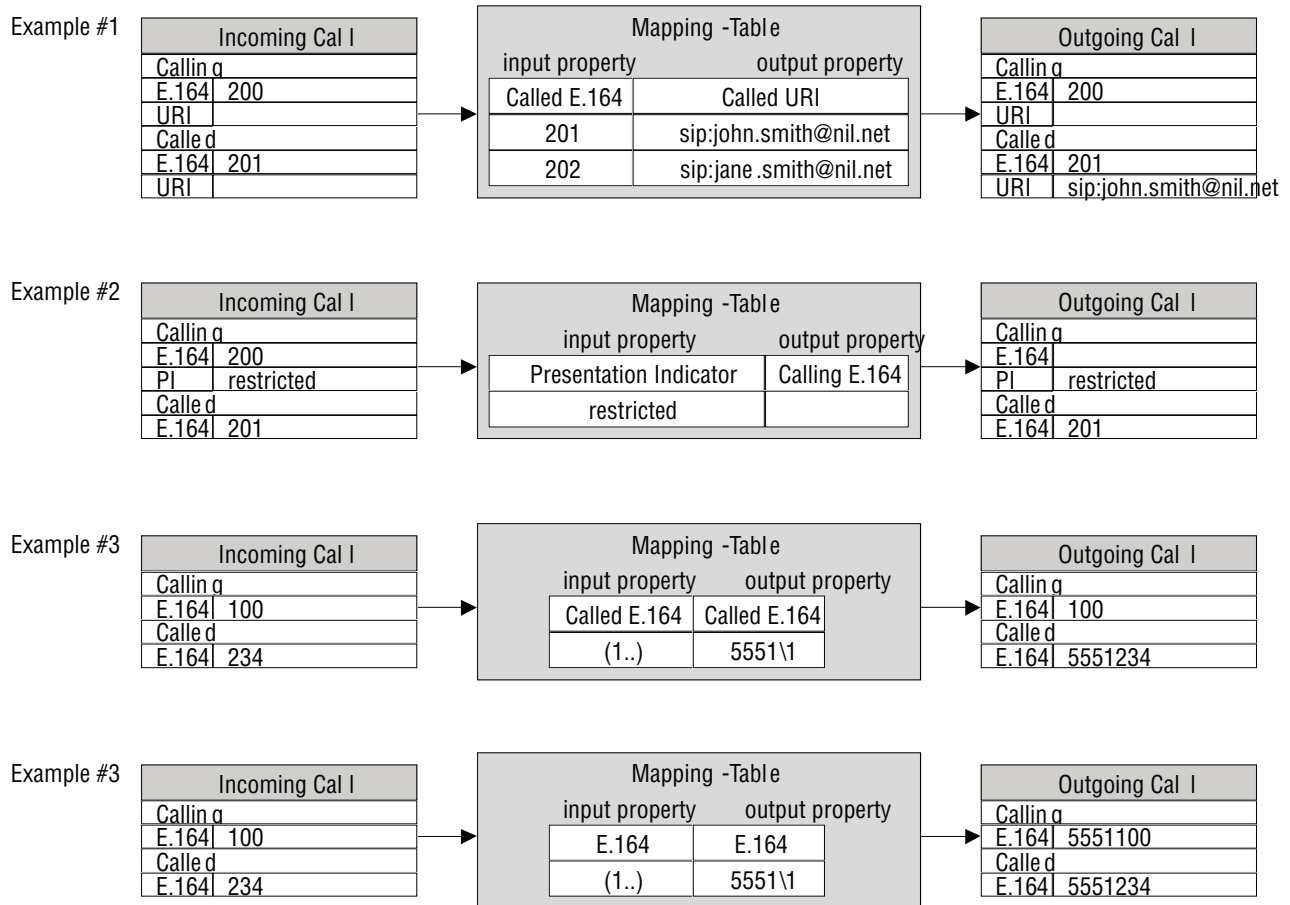 Example #1
Incoming Cal l
Callin g
E.164 200
URI
Calle d
E.164 201
URI
Mapping -Tabl e
input property output property
Called E.164 Called URI
201 sip:john.smith@nil.net
202 sip:jane .smith@nil.net
Outgoing Cal l
Callin g
E.164 200
URI
Calle d
E.164 201
URI sip:john.smith@nil.net
Example #2
Incoming Cal l
Callin g
E.164 200
PI restricted
Calle d
E.164 201
Mapping -Tabl e
input property output property
Presentation Indicator Calling E.164
restricted
Outgoing Cal l
Callin g
E.164
PI restricted
Calle d
E.164 201
Example #3
Incoming Cal l
Callin g
E.164 100
Calle d
E.164 234
Mapping -Tabl e
input property output property
Called E.164 Called E.164
(1..) 5551\1
Outgoing Cal l
Callin g
E.164 100
Calle d
E.164 5551234
Example #3
Incoming Cal l
Callin g
E.164 100
Calle d
E.164 234
Mapping -Tabl e
input property output property
E.164 E.164
(1..) 5551\1
Outgoing Cal l
Callin g
E.164 5551100
Calle d
E.164 5551234